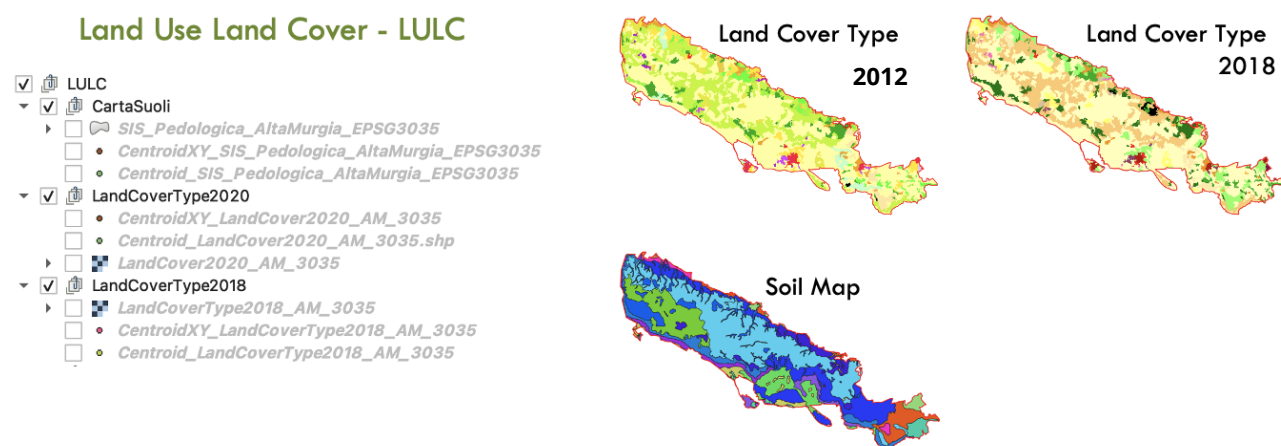 Land Use Land Cover - LULC
LULC
CartaSuoli
SIS_Pedologica_AltaMurgia_EPSG3035
CentroidXY_SIS_Pedologica_AltaMurgia_EPSG3035
Centroid_SIS_Pedologica_AltaMurgia_EPSG3035
LandCoverType2020
CentroidXY_LandCover2020_AM_3035
Centroid_LandCover2020_AM_3035.shp
LandCover2020_AM_3035
LandCoverType2018
LandCoverType2018_AM_3035
CentroidXY_LandCoverType2018_AM_3035
Centroid_LandCoverType2018_AM_3035
Land Cover Type
2012
Land Cover Type
2018
Soil Map